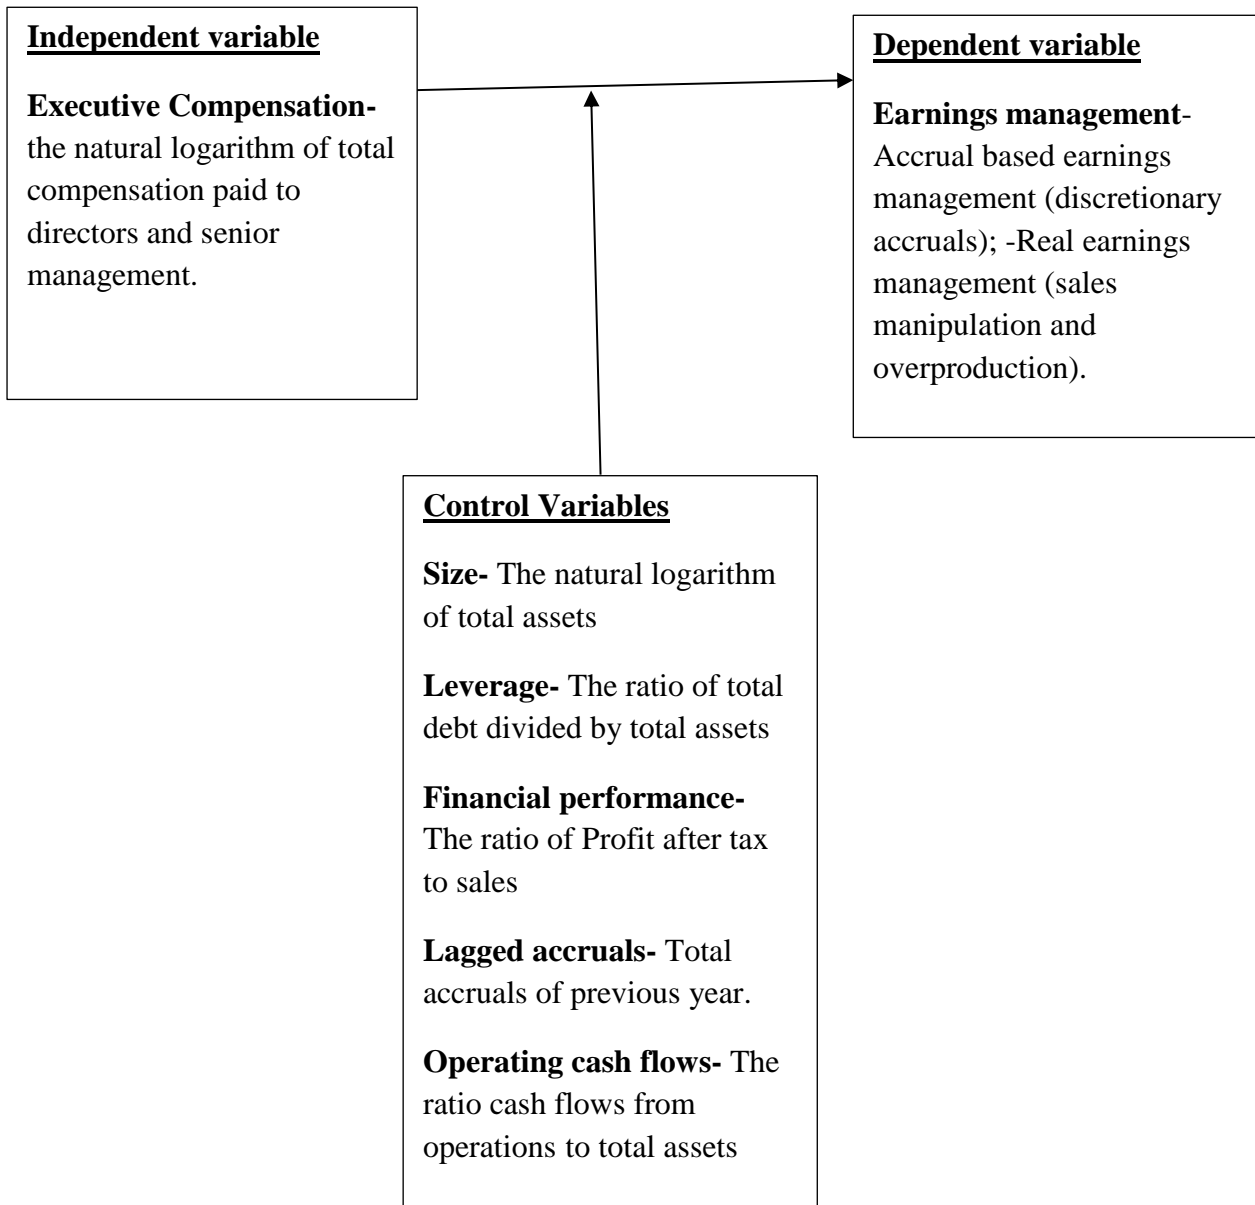 Independent variable
Executive Compensation-
the natural logarithm of total
compensation paid to
directors and senior
management.
Dependent variable
Earnings management-
Accrual based earnings
management (discretionary
accruals); -Real earnings
management (sales
manipulation and
overproduction).
Control Variables
Size- The natural logarithm
of total assets
Leverage- The ratio of total
debt divided by total assets
Financial performance-
The ratio of Profit after tax
to sales
Lagged accruals- Total
accruals of previous year.
Operating cash flows- The
ratio cash flows from
operations to total assets